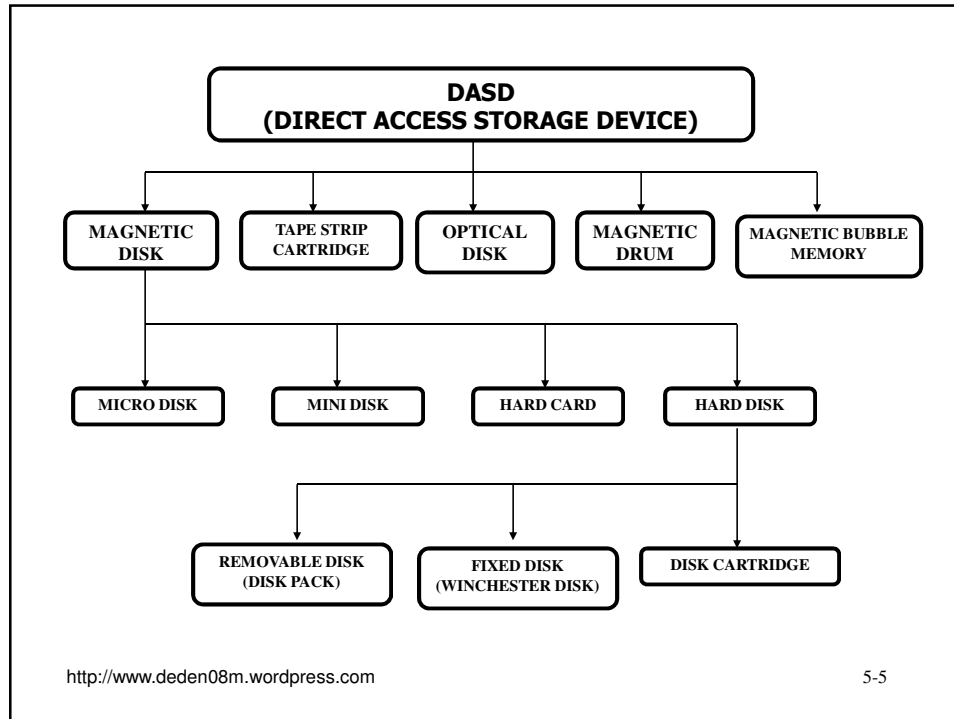 DASD
(DIRECT ACCESS STORAGE DEVICE)
MAGNETIC
DISK
TAPE STRIP
CARTRIDGE
OPTICAL
DISK
MAGNETIC
DRUM
MAGNETIC BUBBLE
MEMORY
MICRO DISK
MINI DISK
HARD CARD
HARD DISK
REMOVABLE DISK
(DISK PACK)
FIXED DISK
(WINCHESTER DISK)
DISK CARTRIDGE
http://www.deden08m.wordpress.com
5-5